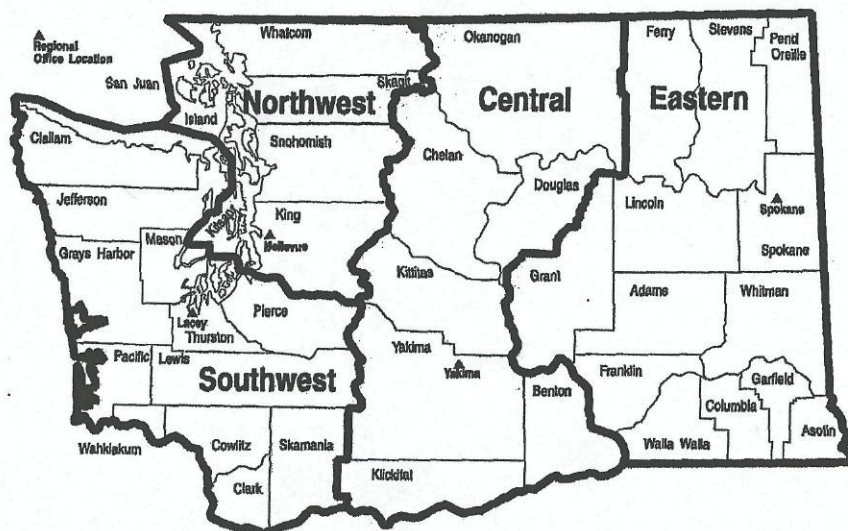 Regional
Office Location
San Juan
Whatcom
Skagit
Northwest
Island
Snohomish
Clallam
Jefferson
Kitsap
King
Bellevue
Mason
Grays Harbor
Lacey
Thurston
Pierce
Pacific
Lewis
Southwest
Wahkiakum
Cowlitz
Skamania
Clark
Okanogan
Central
Chelan
Douglas
Kittitas
Yakima
Yakima
Benton
Klickitat
Ferry
Stevens
Pend
Oreille
Eastern
Lincoln
Spokane
Spokane
Grant
Adams
Whitman
Franklin
Garfield
Columbia
Walla Walla
Asotin